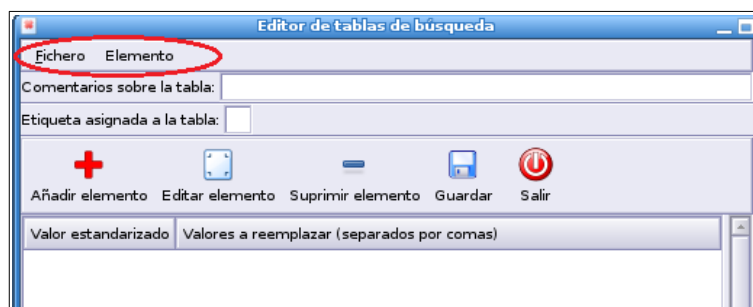 Editor de tablas de búsqueda
Fichero Elemento
Comentarios sobre la tabla:
Etiqueta asignada a la tabla:
Añadir elemento Editar elemento Suprimir elemento Guardar Salir
Valor estandarizado Valores a reemplazar (separados por comas)